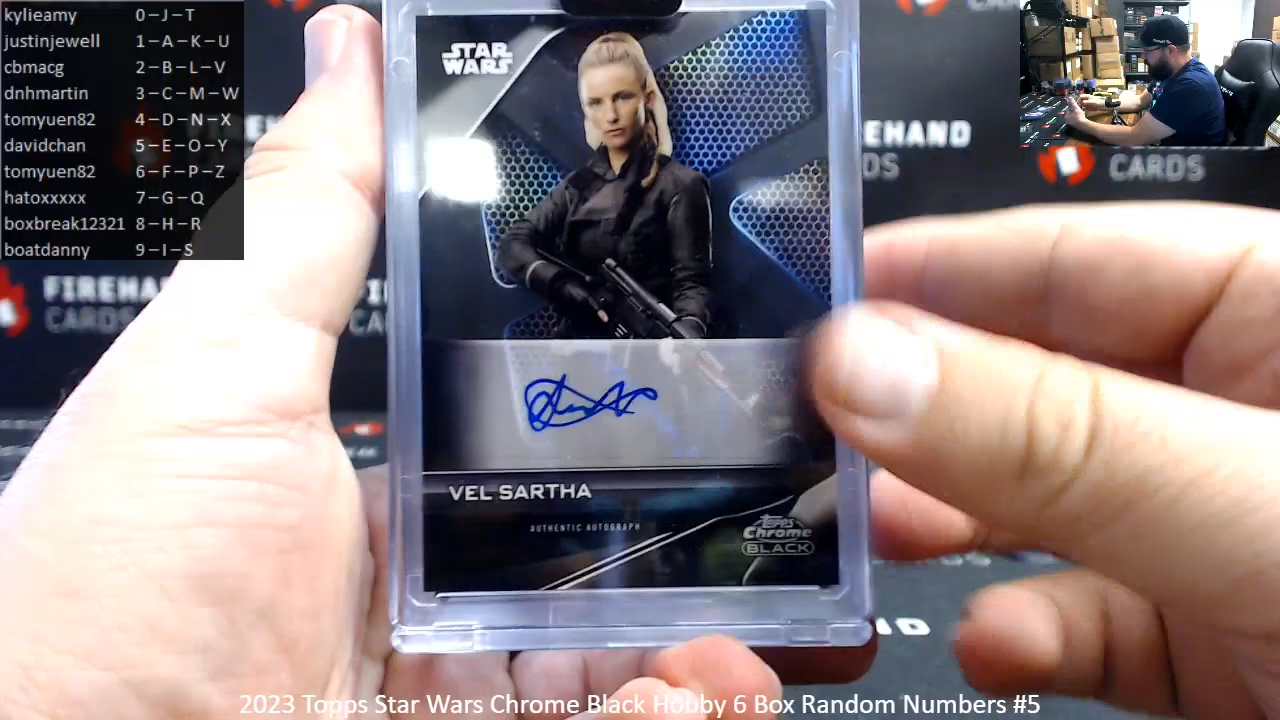 kylieamy 0-J-T
justinjewell 1-A-K-U
cbmacg 2-B-L-V
dnhmartin 3-C-M-W
tomyuen82 4-D-N-X
davidchan 5-E-O-Y
tomyuen82 6-F-P-Z
hatoxxxxx 7-G-Q
boxbreak12321 8-H-R
boatdanny 9-I-S
STAR WARS
VEL SARTHA
AUTHENTIC AUTOGRAPH
Topps
Chrome
BLACK
FIREHAND
CARDS
FIREHAND
CARDS
2023 Topps Star Wars Chrome Black Hobby 6 Box Random Numbers #5